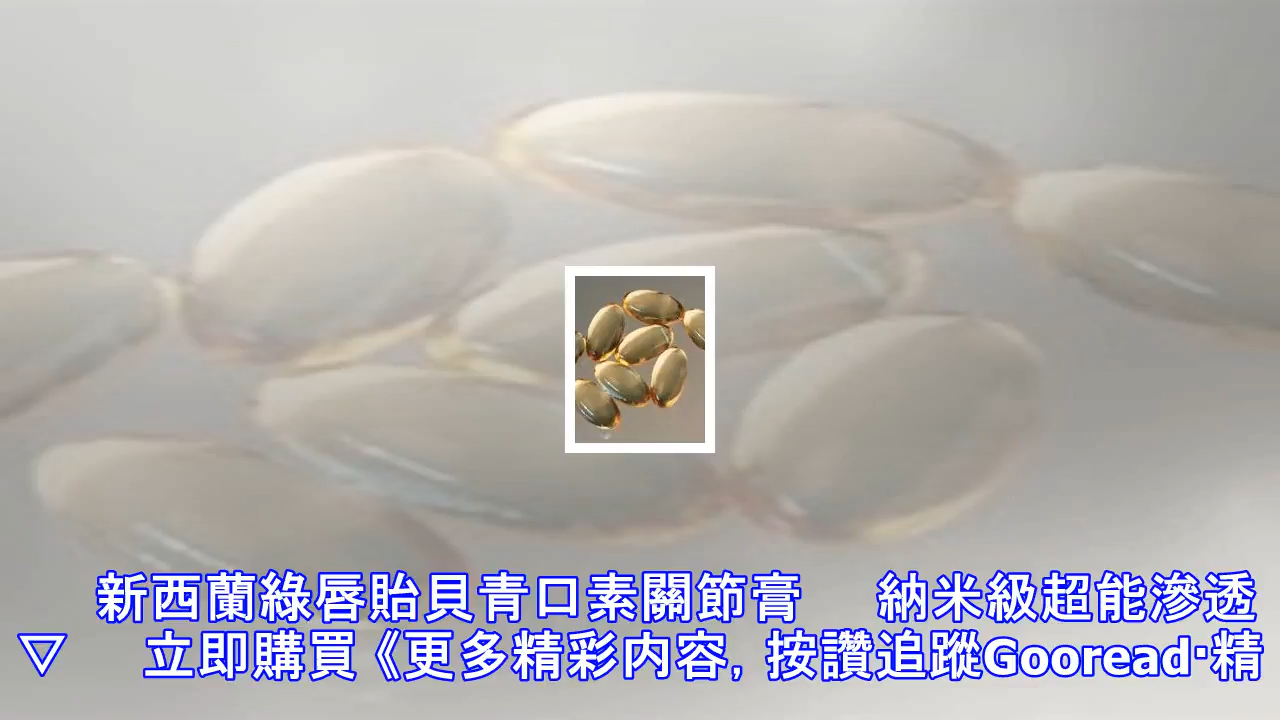 新西蘭綠唇貽貝青口素關節膏 納米級超能滲透
▽ 立即購買《更多精彩内容, 按讚追蹤Gooread·精